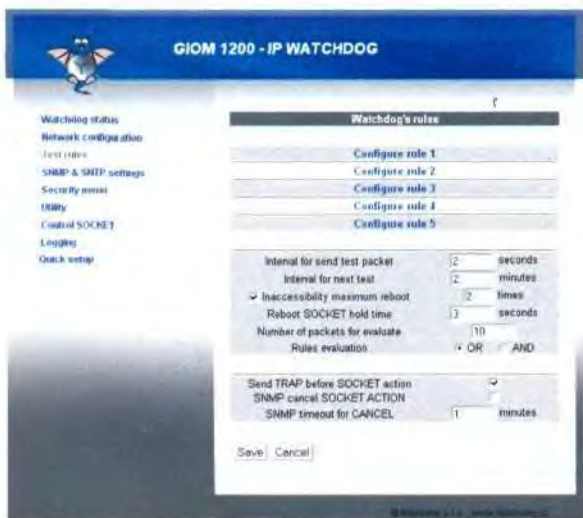 GIOM 1200 - IP WATCHDOG
Watchdog status
Network configuration
Test rules
SNMP & SNTP settings
Security
Utility
Control SOCKET
Logging
Quick setup
Watchdog's rules
Configure rule 1
Configure rule 2
Configure rule 3
Configure rule 4
Configure rule 5
Interval for send test packet 2 seconds
Interval for next test 2 minutes
Inaccessibility maximum reboot 2 times
Reboot SOCKET hold time 3 seconds
Number of packets for evaluate 10
Rules evaluation OR AND
Send TRAP before SOCKET action
SNMP cancel SOCKET ACTION
SNMP timeout for CANCEL 1 minutes
Save Cancel